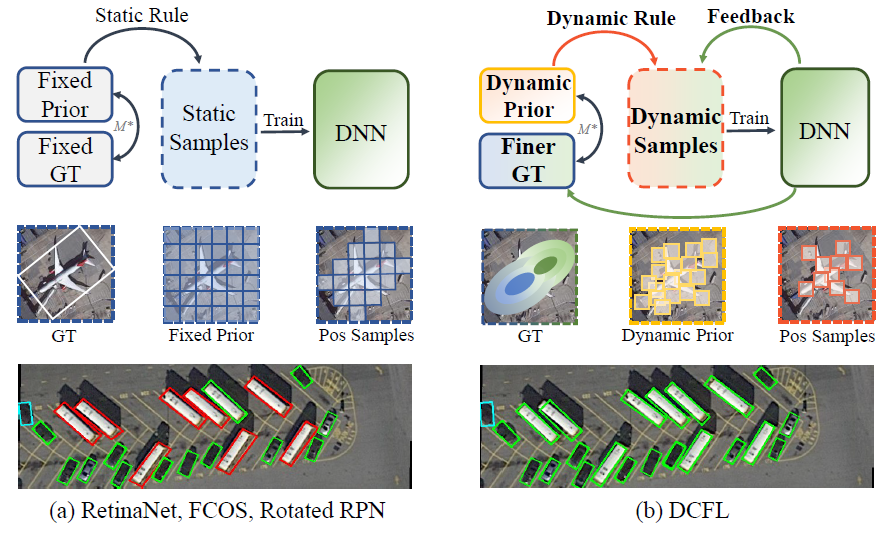 Static Rule
Fixed
Prior
M*
Fixed
GT
Static
Samples
Train
DNN
GT
Fixed Prior
Pos Samples
(a) RetinaNet, FCOS, Rotated RPN
Dynamic Rule
Feedback
Dynamic
Prior
M*
Finer
GT
Dynamic
Samples
Train
DNN
GT
Dynamic Prior
Pos Samples
(b) DCFL